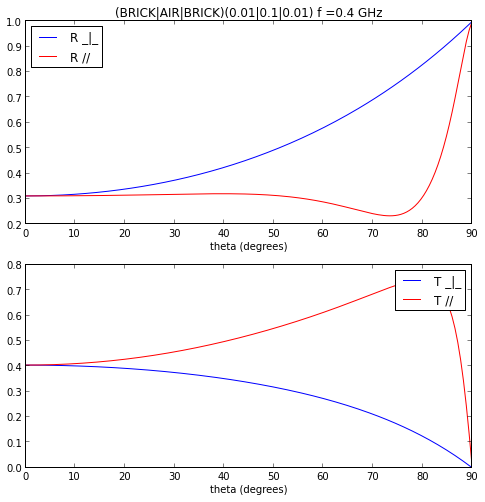 (BRICK|AIR|BRICK)(0.01|0.1|0.01) f =0.4 GHz
1.0
0.9
0.8
0.7
0.6
0.5
0.4
0.3
0.2
R _|_
R //
0 10 20 30 40 50 60 70 80 90
theta (degrees)
0.8
0.7
0.6
0.5
0.4
0.3
0.2
0.1
0.0
T _|_
T //
0 10 20 30 40 50 60 70 80 90
theta (degrees)